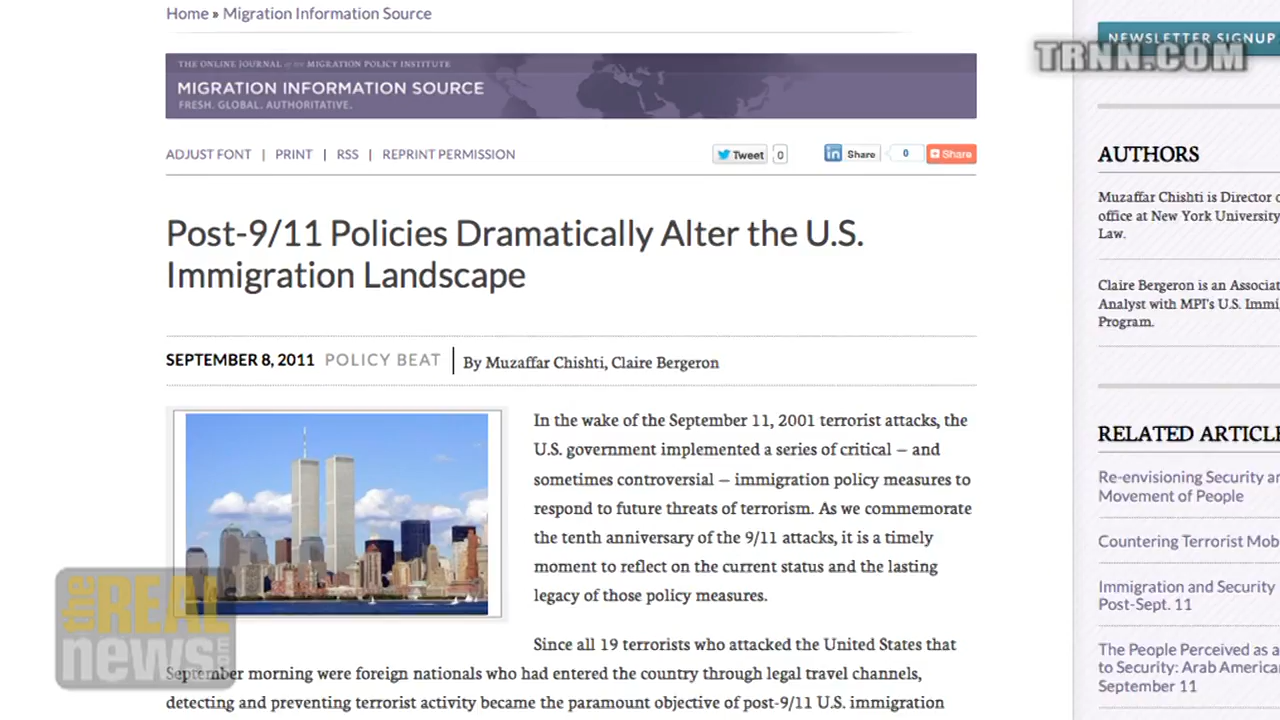 Home » Migration Information Source
NEWSLETTER SIGNUP
TRNN.COM
THE ONLINE JOURNAL of the MIGRATION POLICY INSTITUTE
MIGRATION INFORMATION SOURCE
FRESH. GLOBAL. AUTHORITATIVE.
ADJUST FONT | PRINT | RSS | REPRINT PERMISSION
Tweet 0 in Share 0 Share
Post-9/11 Policies Dramatically Alter the U.S.
Immigration Landscape
SEPTEMBER 8, 2011 POLICY BEAT | By Muzaffar Chishti, Claire Bergeron
In the wake of the September 11, 2001 terrorist attacks, the
U.S. government implemented a series of critical – and
sometimes controversial – immigration policy measures to
respond to future threats of terrorism. As we commemorate
the tenth anniversary of the 9/11 attacks, it is a timely
moment to reflect on the current status and the lasting
legacy of those policy measures.
Since all 19 terrorists who attacked the United States that
September morning were foreign nationals who had entered the country through legal travel channels,
detecting and preventing terrorist activity became the paramount objective of post-9/11 U.S. immigration
the REAL
news.com
AUTHORS
Muzaffar Chishti is Director
office at New York University
Law.
Claire Bergeron is an Associat
Analyst with MPI's U.S. Immi
Program.
RELATED ARTICLE
Re-envisioning Security an
Movement of People
Countering Terrorist Mob
Immigration and Security
Post-Sept. 11
The People Perceived as a
to Security: Arab American
September 11